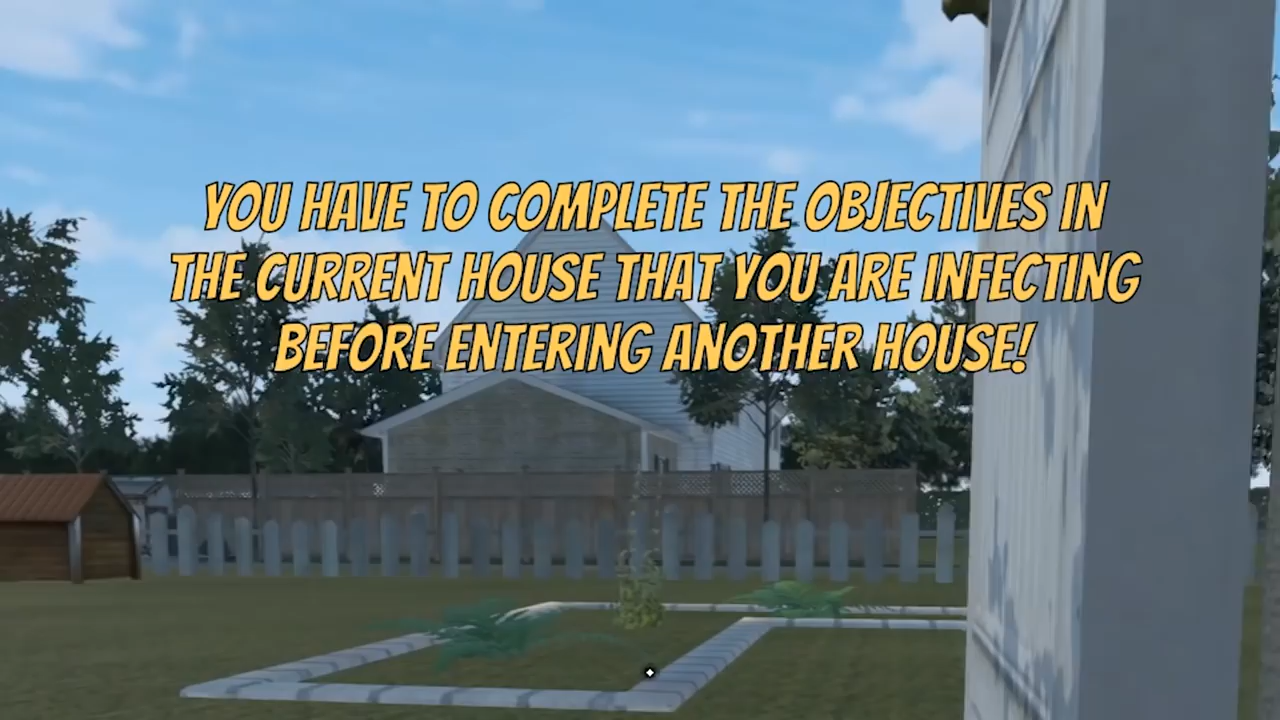 YOU HAVE TO COMPLETE THE OBJECTIVES IN
THE CURRENT HOUSE THAT YOU ARE INFECTING
BEFORE ENTERING ANOTHER HOUSE!